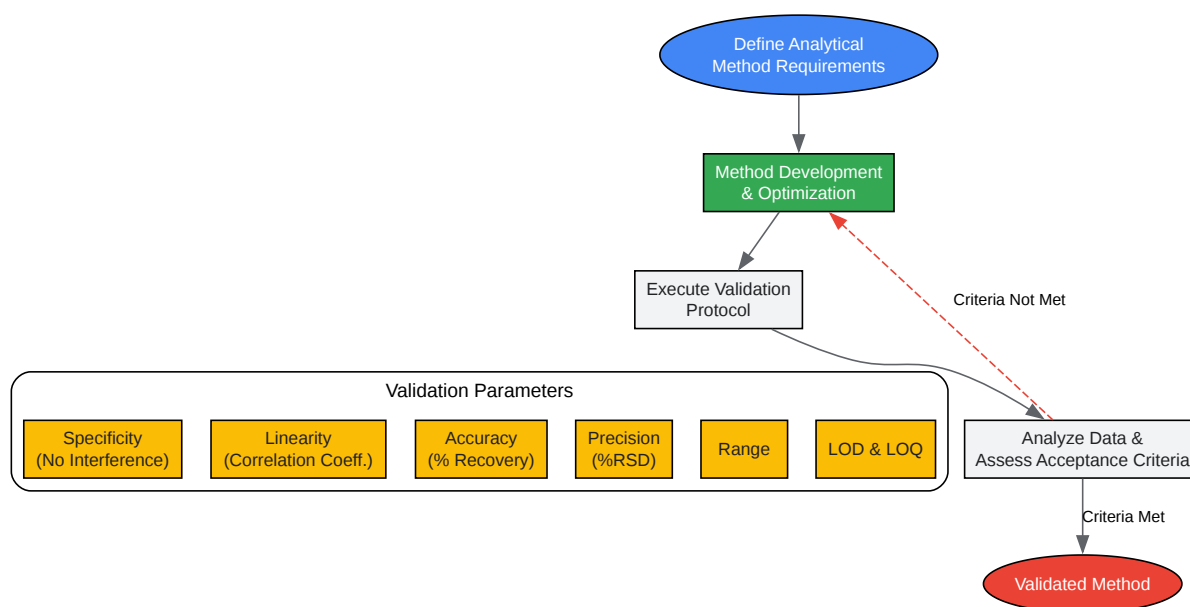 Define Analytical
Method Requirements
Method Development
& Optimization
Execute Validation
Protocol
Criteria Not Met
Validation Parameters
Specificity
(No Interference)
Linearity
(Correlation Coeff.)
Accuracy
(% Recovery)
Precision
(%RSD)
Range
LOD & LOQ
Analyze Data &
Assess Acceptance Criteria
Criteria Met
Validated Method